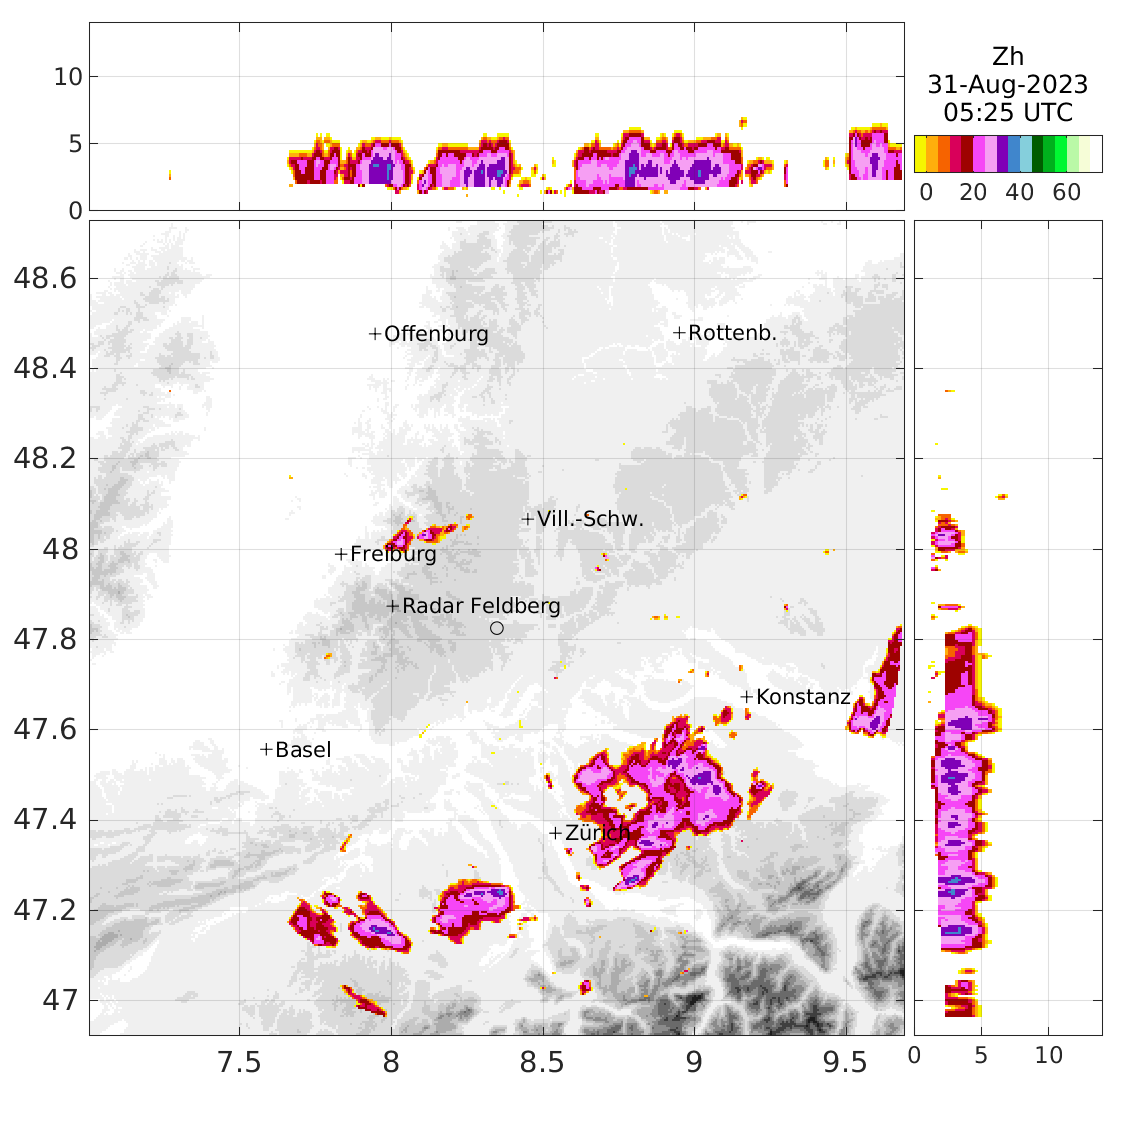 10
5
0
Zh
31-Aug-2023
05:25 UTC
0 20 40 60
48.6
48.4
48.2
48
47.8
47.6
47.4
47.2
47
+Offenburg
+Rottenb.
+Vill.-Schw.
+Freiburg
+Radar Feldberg
+Konstanz
+Basel
+Zürich
7.5 8 8.5 9 9.5
0 5 10